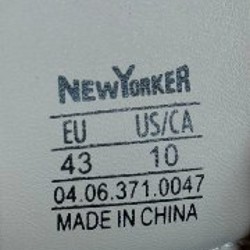 NEWYORKER
EU US/CA
43 10
04.06.371.0047
MADE IN CHINA